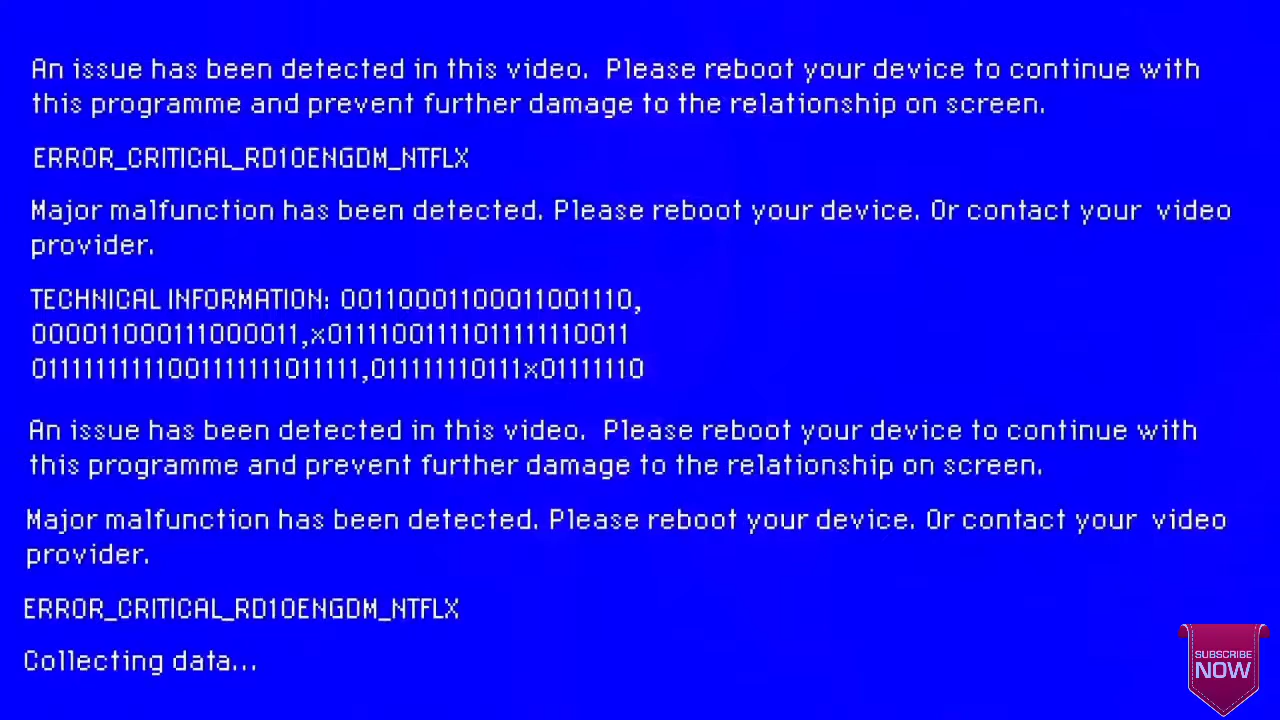 An issue has been detected in this video.  Please reboot your device to continue with
this programme and prevent further damage to the relationship on screen.
ERROR_CRITICAL_RD10ENGDM_NTFLX
Major malfunction has been detected. Please reboot your device. Or contact your  video
provider.
TECHNICAL INFORMATION: 00110001100011001110,
000011000111000011,x01111001111011111110011
01111111111001111111011111,011111110111x01111110
An issue has been detected in this video.  Please reboot your device to continue with
this programme and prevent further damage to the relationship on screen.
Major malfunction has been detected. Please reboot your device. Or contact your  video
provider.
ERROR_CRITICAL_RD10ENGDM_NTFLX
Collecting data...
SUBSCRIBE
NOW